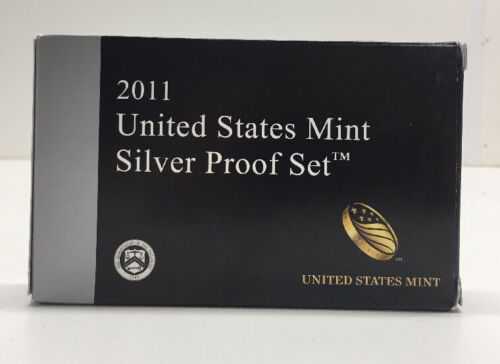 2011
United States Mint
Silver Proof Set™
UNITED STATES MINT